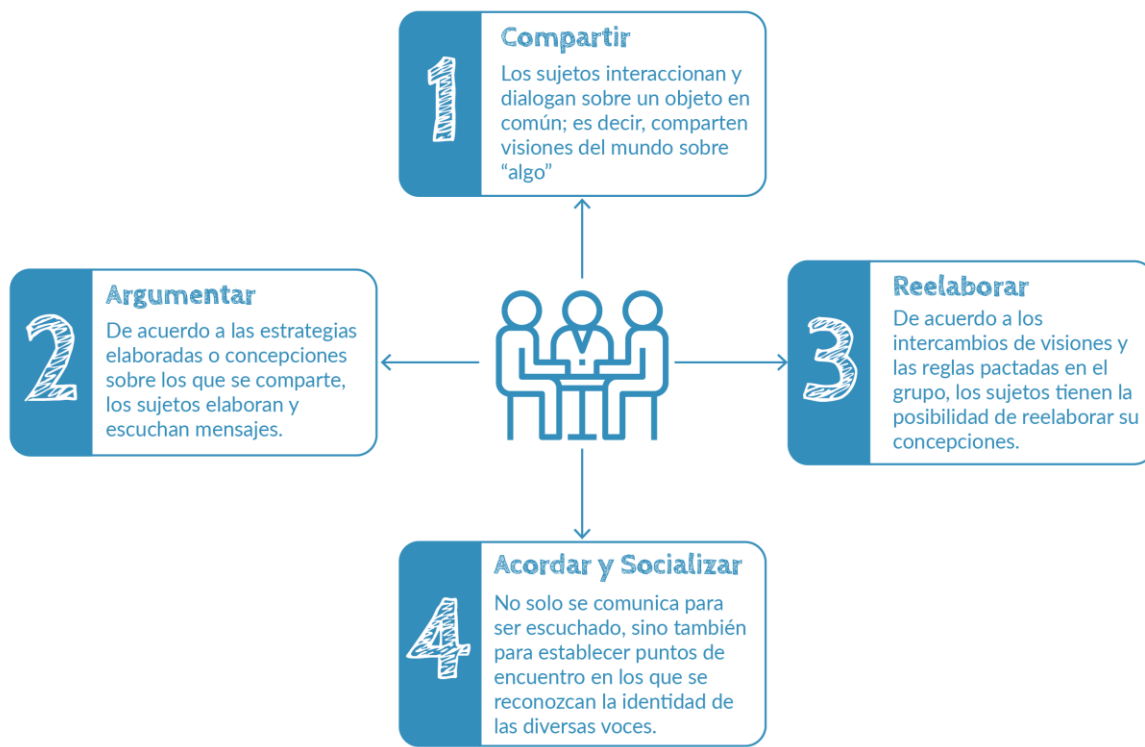 1
Compartir
Los sujetos interaccionan y
dialogan sobre un objeto en
común; es decir, comparten
visiones del mundo sobre
“algo”
2
Argumentar
De acuerdo a las estrategias
elaboradas o concepciones
sobre los que se comparte,
los sujetos elaboran y
escuchan mensajes.
3
Reelaborar
De acuerdo a los
intercambios de visiones y
las reglas pactadas en el
grupo, los sujetos tienen la
posibilidad de reelaborar su
concepciones.
4
Acordar y Socializar
No solo se comunica para
ser escuchado, sino también
para establecer puntos de
encuentro en los que se
reconozcan la identidad de
las diversas voces.